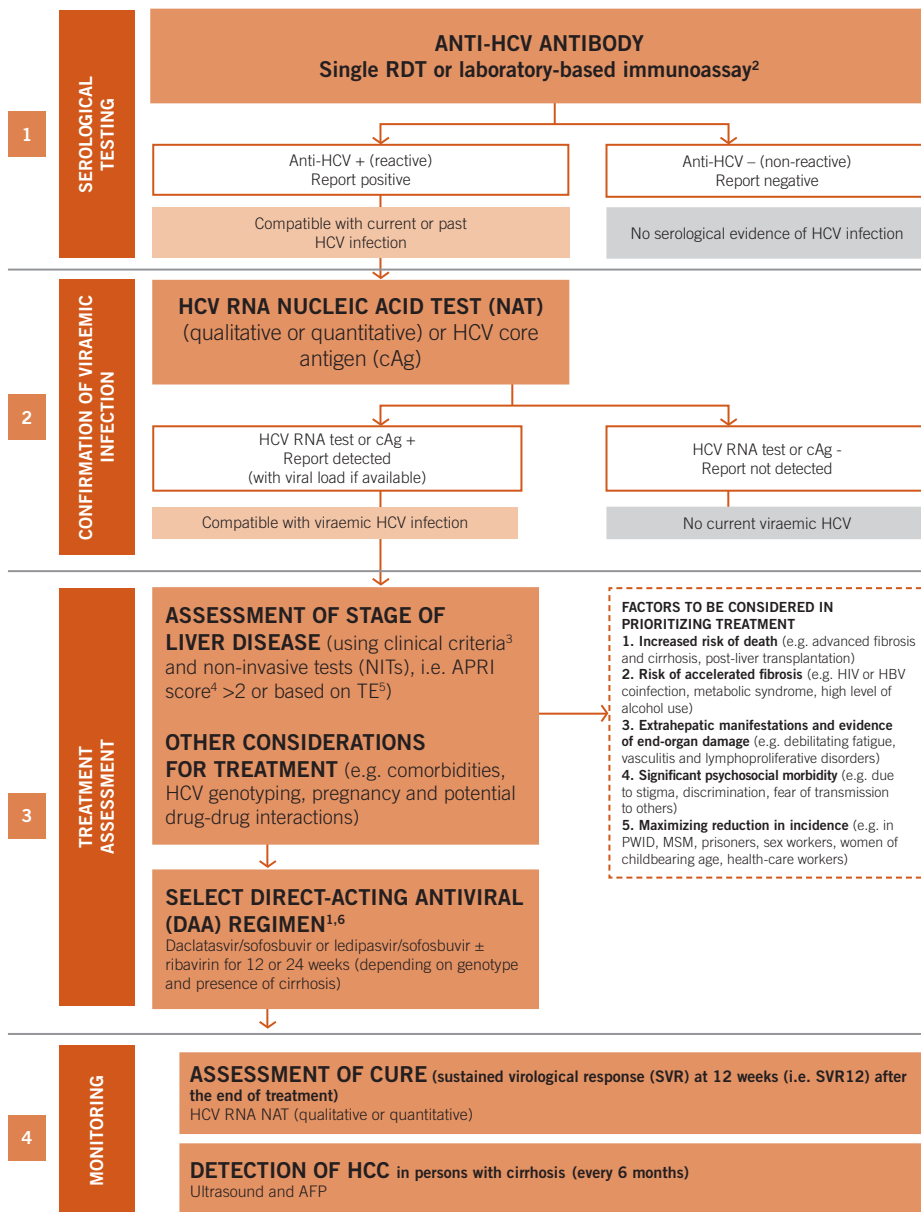 1
SEROLOGICAL
TESTING
ANTI-HCV ANTIBODY
Single RDT or laboratory-based immunoassay²
Anti-HCV + (reactive)
Report positive
Anti-HCV – (non-reactive)
Report negative
Compatible with current or past
HCV infection
No serological evidence of HCV infection
2
CONFIRMATION OF VIRAEMIC
INFECTION
HCV RNA NUCLEIC ACID TEST (NAT)
(qualitative or quantitative) or HCV core
antigen (cAg)
HCV RNA test or cAg +
Report detected
(with viral load if available)
HCV RNA test or cAg -
Report not detected
Compatible with viraemic HCV infection
No current viraemic HCV
3
TREATMENT
ASSESSMENT
ASSESSMENT OF STAGE OF
LIVER DISEASE (using clinical criteria³
and non-invasive tests (NITs), i.e. APRI
score⁴ >2 or based on TE⁵)
OTHER CONSIDERATIONS
FOR TREATMENT (e.g. comorbidities,
HCV genotyping, pregnancy and potential
drug-drug interactions)
FACTORS TO BE CONSIDERED IN
PRIORITIZING TREATMENT
1. Increased risk of death (e.g. advanced fibrosis
and cirrhosis, post-liver transplantation)
2. Risk of accelerated fibrosis (e.g. HIV or HBV
coinfection, metabolic syndrome, high level of
alcohol use)
3. Extrahepatic manifestations and evidence
of end-organ damage (e.g. debilitating fatigue,
vasculitis and lymphoproliferative disorders)
4. Significant psychosocial morbidity (e.g. due
to stigma, discrimination, fear of transmission
to others)
5. Maximizing reduction in incidence (e.g. in
PWID, MSM, prisoners, sex workers, women of
childbearing age, health-care workers)
SELECT DIRECT-ACTING ANTIVIRAL
(DAA) REGIMEN¹,⁶
Daclatasvir/sofosbuvir or ledipasvir/sofosbuvir ±
ribavirin for 12 or 24 weeks (depending on genotype
and presence of cirrhosis)
4
MONITORING
ASSESSMENT OF CURE (sustained virological response (SVR) at 12 weeks (i.e. SVR12) after
the end of treatment)
HCV RNA NAT (qualitative or quantitative)
DETECTION OF HCC in persons with cirrhosis (every 6 months)
Ultrasound and AFP